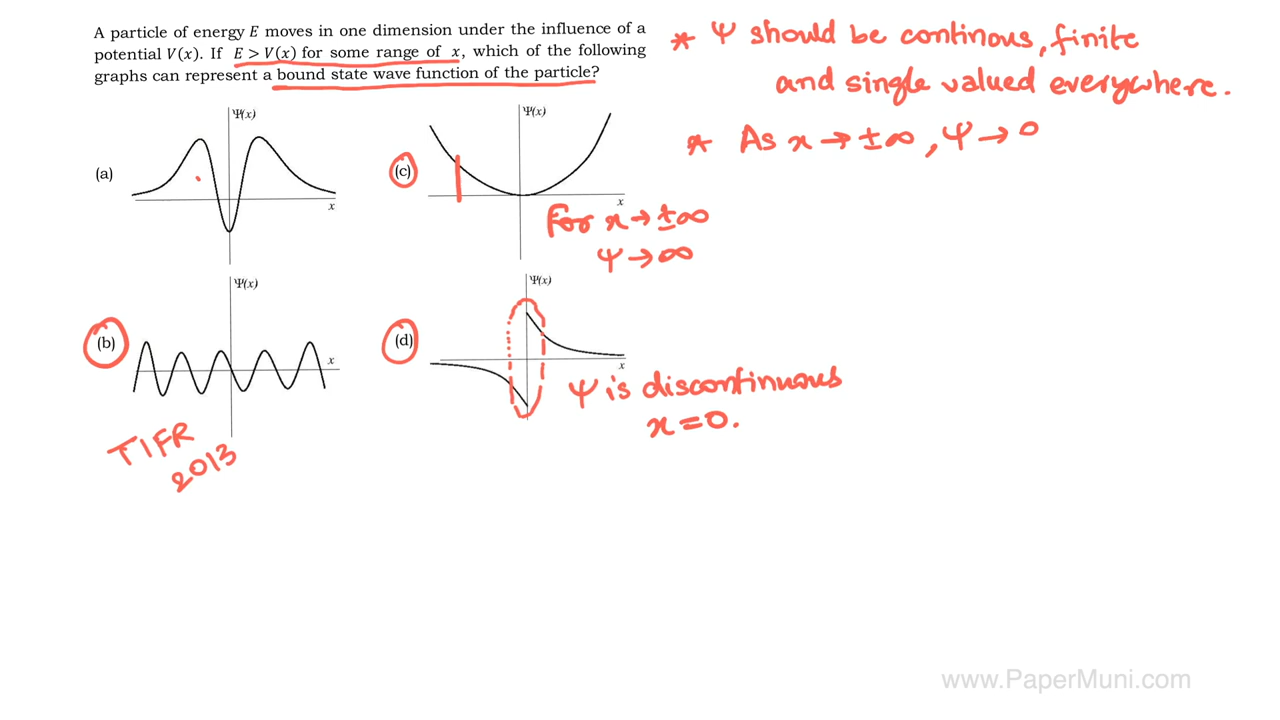 A particle of energy E moves in one dimension under the influence of a
potential V(x). If E > V(x) for some range of x, which of the following
graphs can represent a bound state wave function of the particle?
* Ψ should be continous, finite
and single valued everywhere.
* As x → ±∞, Ψ → 0
Ψ(x)
(a)
x
Ψ(x)
(c)
x
For x → ±∞
Ψ → ∞
Ψ(x)
(b)
x
Ψ(x)
(d)
x
Ψ is discontinuous
x = 0.
TIFR
2013
www.PaperMuni.com